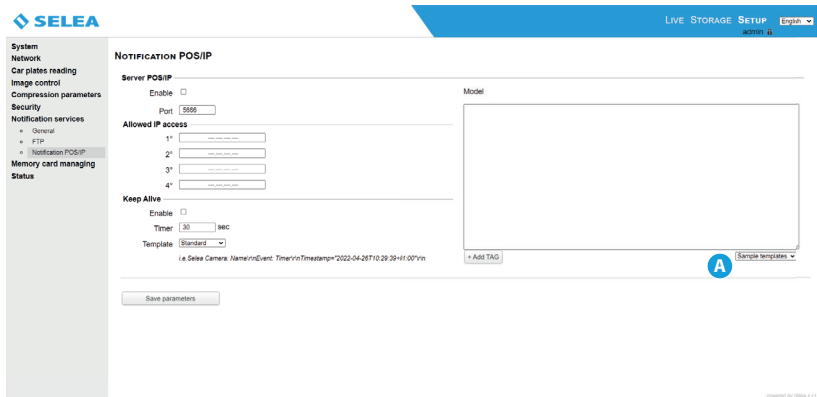 SELEA
LIVE STORAGE SETUP English
admin
System
Network
Car plates reading
Image control
Compression parameters
Security
Notification services
General
FTP
Notification POS/IP
Memory card managing
Status
NOTIFICATION POS/IP
Server POS/IP
Enable
Port 5666
Allowed IP access
1° ---.---.---.---
2° ---.---.---.---
3° ---.---.---.---
4° ---.---.---.---
Keep Alive
Enable
Timer 30 sec
Template Standard
i.e.Selea Camera: Name\r\nEvent: Timer\r\nTimestamp="2022-04-26T10:29:39+01:00"\r\n
Model
+ Add TAG
A
Sample templates
Save parameters